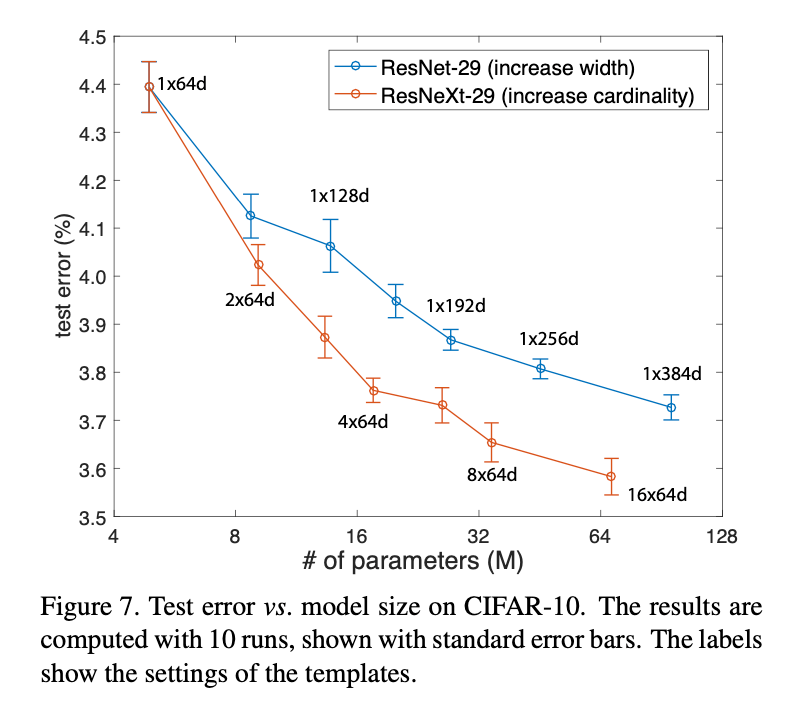 4.5
4.4
4.3
4.2
4.1
4.0
3.9
3.8
3.7
3.6
3.5
test error (%)
ResNet-29 (increase width)
ResNeXt-29 (increase cardinality)
1x64d
1x128d
2x64d
1x192d
1x256d
1x384d
4x64d
8x64d
16x64d
4 8 16 32 64 128
# of parameters (M)
Figure 7. Test error vs. model size on CIFAR-10. The results are
computed with 10 runs, shown with standard error bars. The labels
show the settings of the templates.